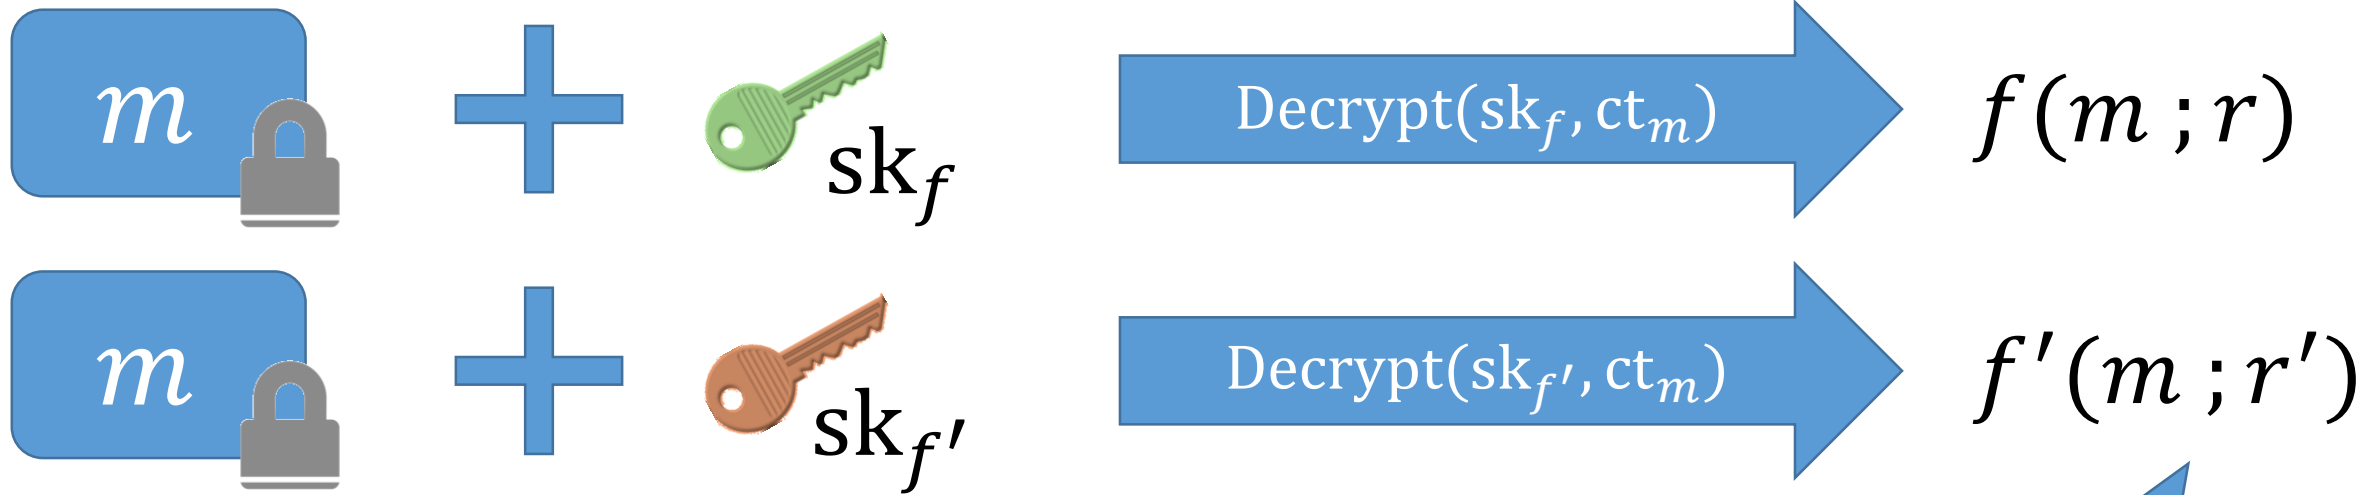 m sk_f Decrypt(sk_f, ct_m) f(m ; r)
m sk_f′ Decrypt(sk_f′, ct_m) f′(m ; r′)